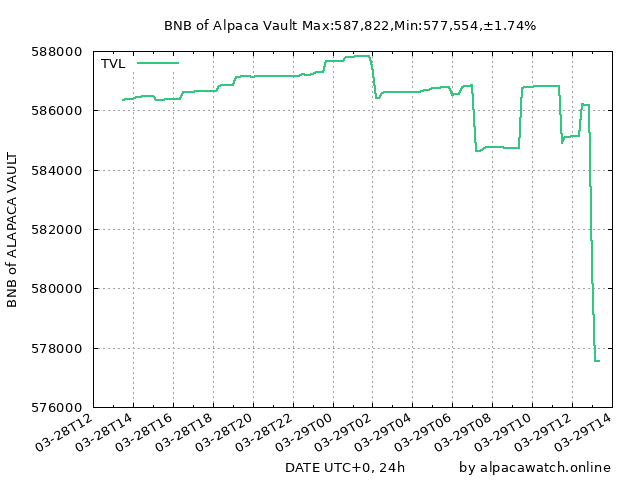 BNB of Alpaca Vault Max:587,822,Min:577,554,±1.74%
TVL
BNB of ALAPACA VAULT
588000
586000
584000
582000
580000
578000
576000
03-28T12
03-28T14
03-28T16
03-28T18
03-28T20
03-28T22
03-29T00
03-29T02
03-29T04
03-29T06
03-29T08
03-29T10
03-29T12
03-29T14
DATE UTC+0, 24h
by alpacawatch.online